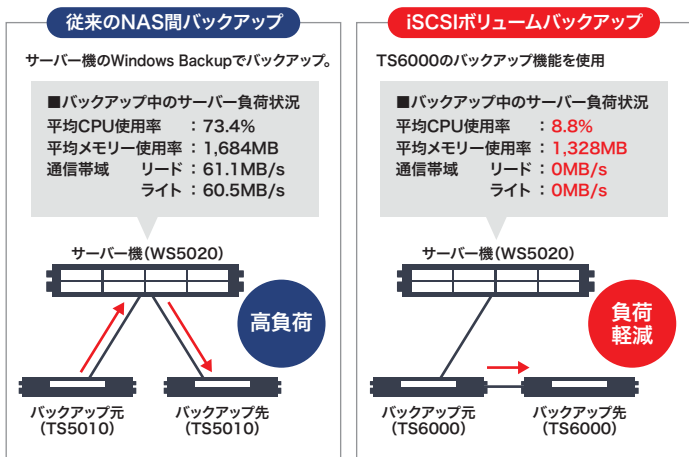 従来のNAS間バックアップ
サーバー機のWindows Backupでバックアップ。
■バックアップ中のサーバー負荷状況
平均CPU使用率 ：73.4%
平均メモリー使用率：1,684MB
通信帯域 リード：61.1MB/s
ライト：60.5MB/s
サーバー機（WS5020）
高負荷
バックアップ元
（TS5010）
バックアップ先
（TS5010）
iSCSIボリュームバックアップ
TS6000のバックアップ機能を使用
■バックアップ中のサーバー負荷状況
平均CPU使用率 ：8.8%
平均メモリー使用率：1,328MB
通信帯域 リード：0MB/s
ライト：0MB/s
サーバー機（WS5020）
負荷
軽減
バックアップ元
（TS6000）
バックアップ先
（TS6000）